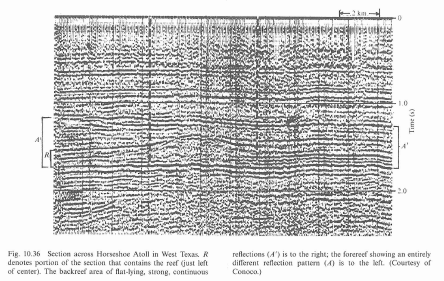 2 km
0
1.0
Time (s)
2.0
A'
R
A'
Fig. 10.36 Section across Horseshoe Atoll in West Texas. R
denotes portion of the section that contains the reef (just left
of center). The backreef area of flat-lying, strong, continuous
reflections (A') is to the right; the forereef showing an entirely
different reflection pattern (A) is to the left. (Courtesy of
Conoco.)